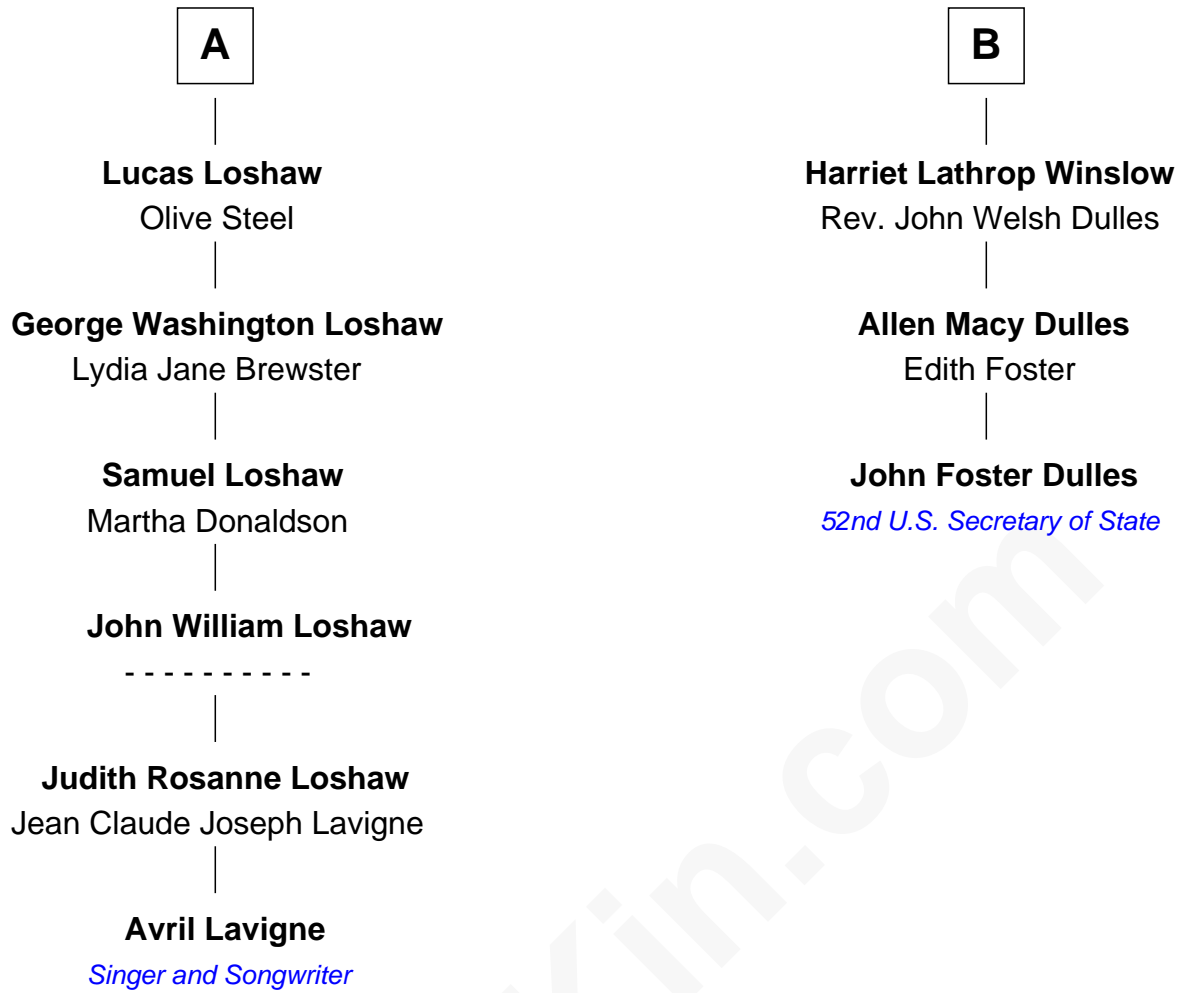 A
Lucas Loshaw
Olive Steel
George Washington Loshaw
Lydia Jane Brewster
Samuel Loshaw
Martha Donaldson
John William Loshaw
- - - - - - - - - -
Judith Rosanne Loshaw
Jean Claude Joseph Lavigne
Avril Lavigne
Singer and Songwriter
B
Harriet Lathrop Winslow
Rev. John Welsh Dulles
Allen Macy Dulles
Edith Foster
John Foster Dulles
52nd U.S. Secretary of State